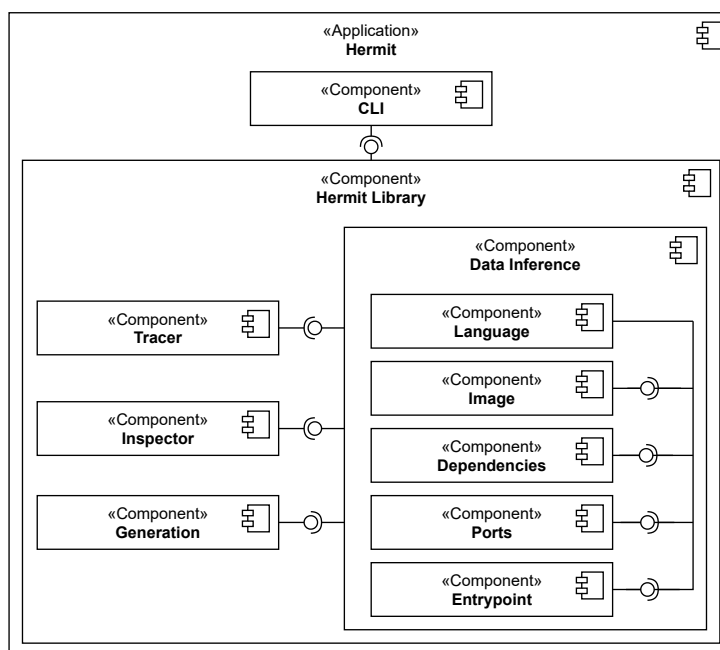 «Application»
Hermit
«Component»
CLI
«Component»
Hermit Library
«Component»
Data Inference
«Component»
Tracer
«Component»
Inspector
«Component»
Generation
«Component»
Language
«Component»
Image
«Component»
Dependencies
«Component»
Ports
«Component»
Entrypoint